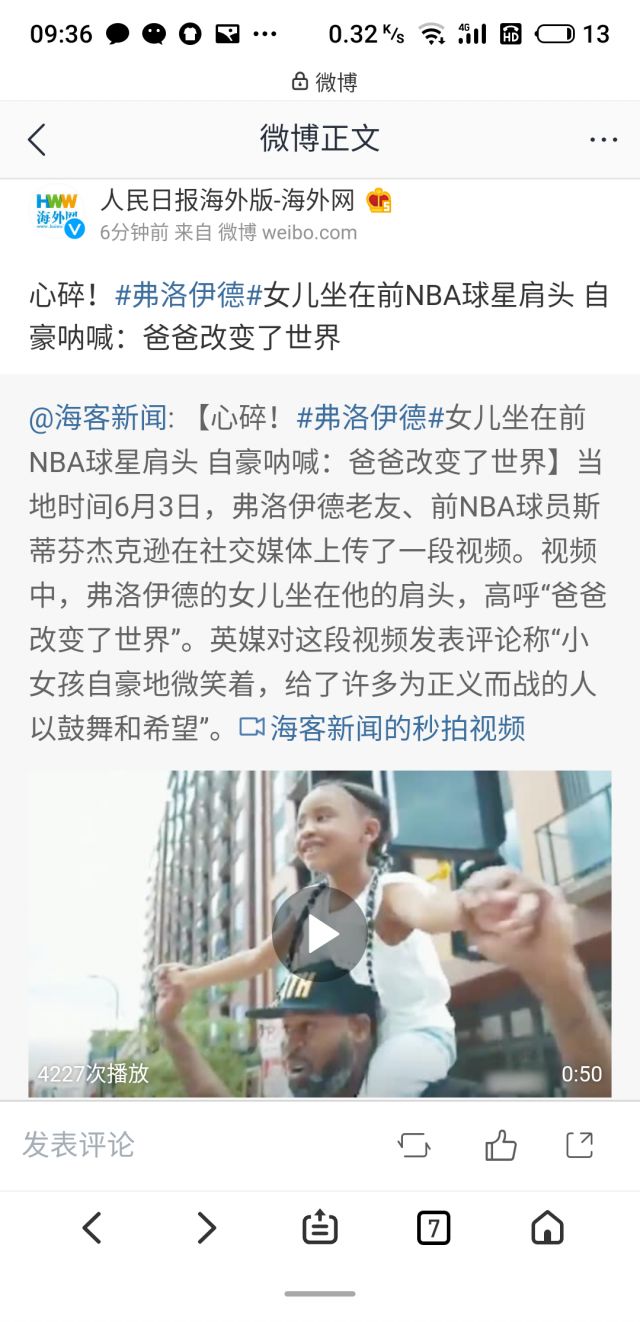 09:36
0.32 K/s 4G HD 13
微博
微博正文
HWW
海外网
人民日报海外版-海外网
6分钟前 来自 微博 weibo.com
心碎！#弗洛伊德#女儿坐在前NBA球星肩头 自
豪呐喊：爸爸改变了世界
@海客新闻:【心碎！#弗洛伊德#女儿坐在前
NBA球星肩头 自豪呐喊：爸爸改变了世界】当
地时间6月3日，弗洛伊德老友、前NBA球员斯
蒂芬杰克逊在社交媒体上传了一段视频。视频
中，弗洛伊德的女儿坐在他的肩头，高呼“爸爸
改变了世界”。英媒对这段视频发表评论称“小
女孩自豪地微笑着，给了许多为正义而战的人
以鼓舞和希望”。海客新闻的秒拍视频
4227次播放
0:50
发表评论
7